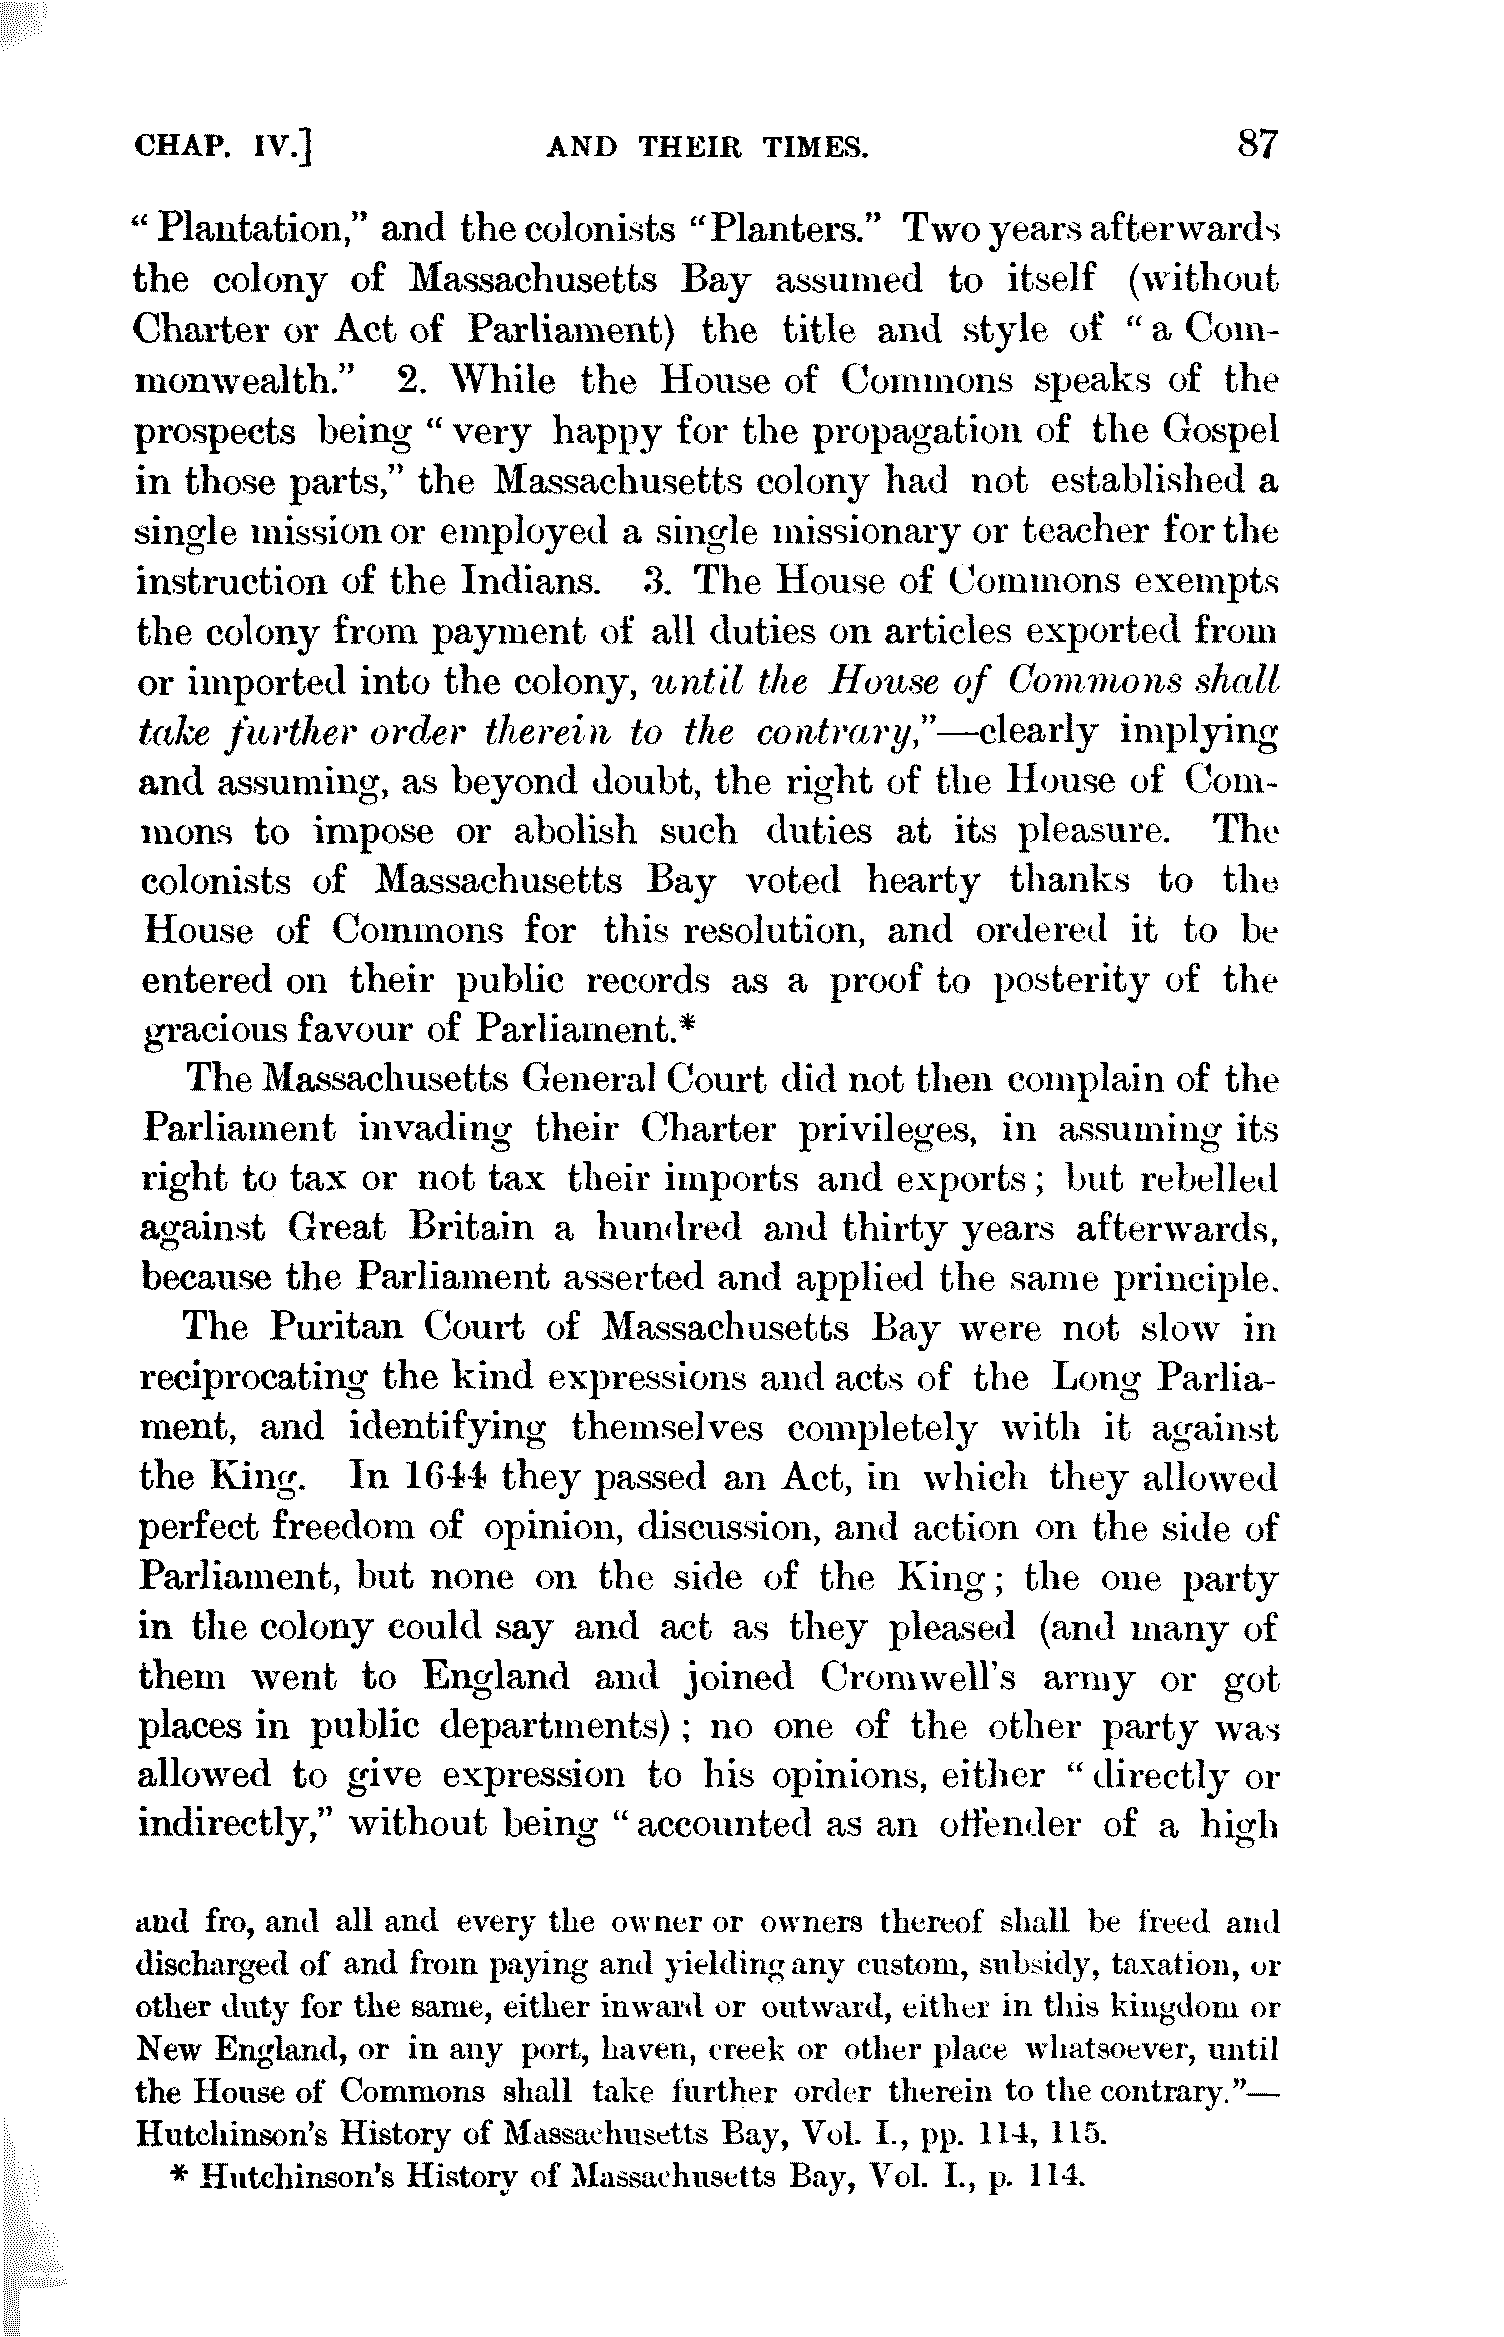 CHAP. IV.] AND THEIR TIMES. 87
" Plantation," and the colonists "Planters." Two years afterwards
the colony of Massachusetts Bay assumed to itself (without
Charter or Act of Parliament) the title and style of " a Com-
monwealth." 2. While the House of Commons speaks of the
prospects being " very happy for the propagation of the Gospel
in those parts," the Massachusetts colony had not established a
single mission or employed a single missionary or teacher for the
instruction of the Indians. 3. The House of Commons exempts
the colony from payment of all duties on articles exported from
or imported into the colony, until the House of Commons shall
take further order therein to the contrary,"—clearly implying
and assuming, as beyond doubt, the right of the House of Com-
mons to impose or abolish such duties at its pleasure. The
colonists of Massachusetts Bay voted hearty thanks to the
House of Commons for this resolution, and ordered it to be
entered on their public records as a proof to posterity of the
gracious favour of Parliament.*
The Massachusetts General Court did not then complain of the
Parliament invading their Charter privileges, in assuming its
right to tax or not tax their imports and exports; but rebelled
against Great Britain a hundred and thirty years afterwards,
because the Parliament asserted and applied the same principle.
The Puritan Court of Massachusetts Bay were not slow in
reciprocating the kind expressions and acts of the Long Parlia-
ment, and identifying themselves completely with it against
the King. In 1644 they passed an Act, in which they allowed
perfect freedom of opinion, discussion, and action on the side of
Parliament, but none on the side of the King; the one party
in the colony could say and act as they pleased (and many of
them went to England and joined Cromwell's army or got
places in public departments); no one of the other party was
allowed to give expression to his opinions, either " directly or
indirectly," without being " accounted as an offender of a high
and fro, and all and every the owner or owners thereof shall be freed and
discharged of and from paying and yielding any custom, subsidy, taxation, or
other duty for the same, either inward or outward, either in this kingdom or
New England, or in any port, haven, creek or other place whatsoever, until
the House of Commons shall take further order therein to the contrary."—
Hutchinson's History of Massachusetts Bay, Vol. I., pp. 114, 115.
* Hutchinson's History of Massachusetts Bay, Vol. I., p. 114.